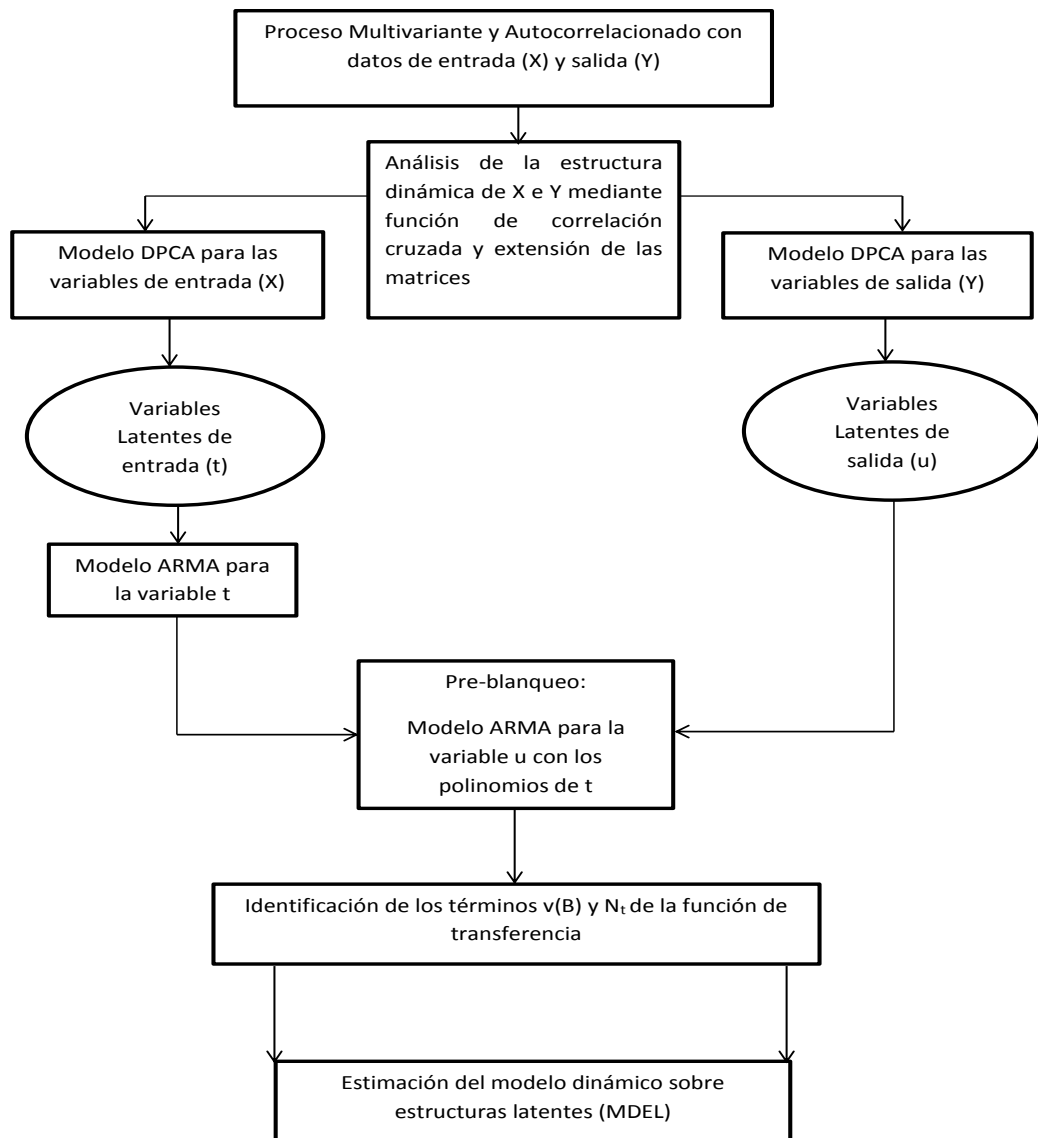 Proceso Multivariante y Autocorrelacionado con
datos de entrada (X) y salida (Y)
Análisis de la estructura
dinámica de X e Y mediante
función de correlación
cruzada y extensión de las
matrices
Modelo DPCA para las
variables de entrada (X)
Modelo DPCA para las
variables de salida (Y)
Variables
Latentes de
entrada (t)
Variables
Latentes de
salida (u)
Modelo ARMA para
la variable t
Pre-blanqueo:
Modelo ARMA para la
variable u con los
polinomios de t
Identificación de los términos v(B) y Nₜ de la función de
transferencia
Estimación del modelo dinámico sobre
estructuras latentes (MDEL)